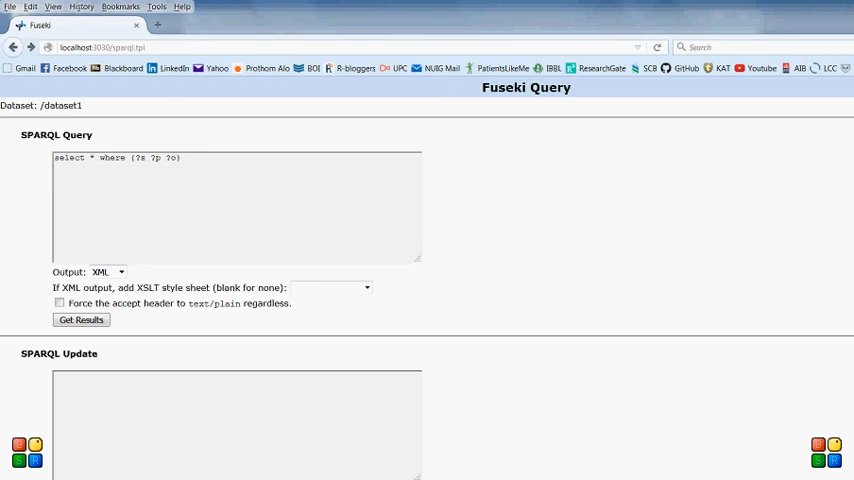 File Edit View History Bookmarks Tools Help
Fuseki
localhost:3030/sparql.tpl
Search
Gmail Facebook Blackboard LinkedIn Yahoo Prothom Alo BOI R-bloggers UPC NUIG Mail PatientsLikeMe IBBL ResearchGate SCB GitHub KAT Youtube AIB LCC
Fuseki Query
Dataset: /dataset1
SPARQL Query
select * where {?s ?p ?o}
Output: XML
If XML output, add XSLT style sheet (blank for none):
Force the accept header to text/plain regardless.
Get Results
SPARQL Update